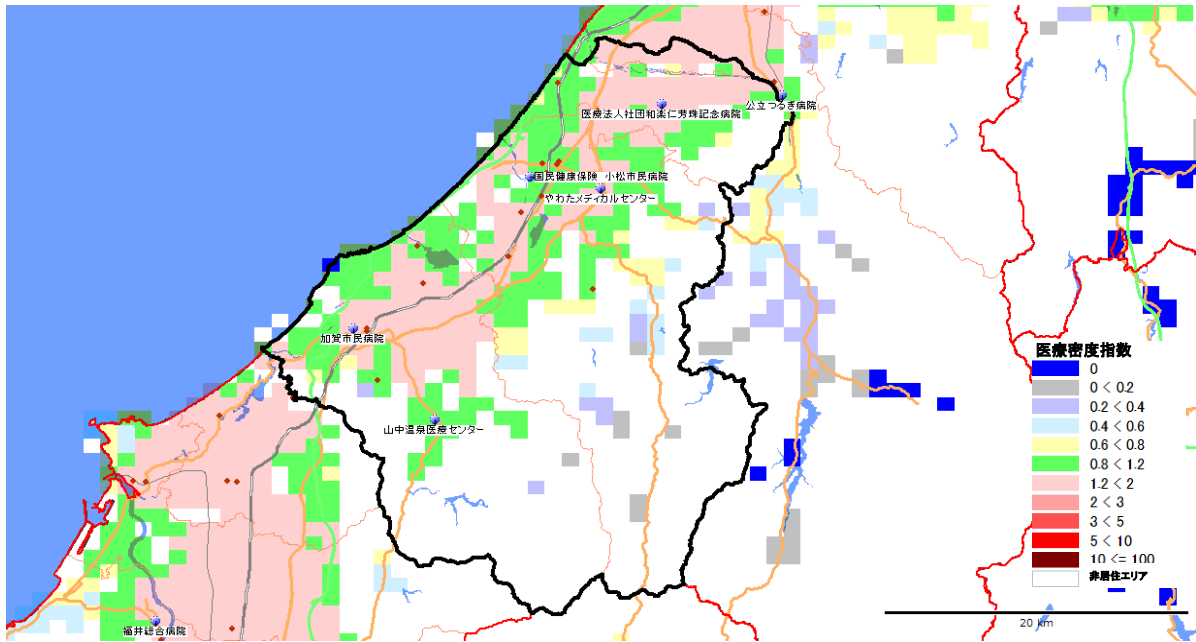 公立つるぎ病院
医療法人社団和楽仁芳珠記念病院
国民健康保険 小松市民病院
やわたメディカルセンター
加賀市民病院
山中温泉医療センター
福井総合病院
医療密度指数
0
0 < 0.2
0.2 < 0.4
0.4 < 0.6
0.6 < 0.8
0.8 < 1.2
1.2 < 2
2 < 3
3 < 5
5 < 10
10 <= 100
非居住エリア
20 km